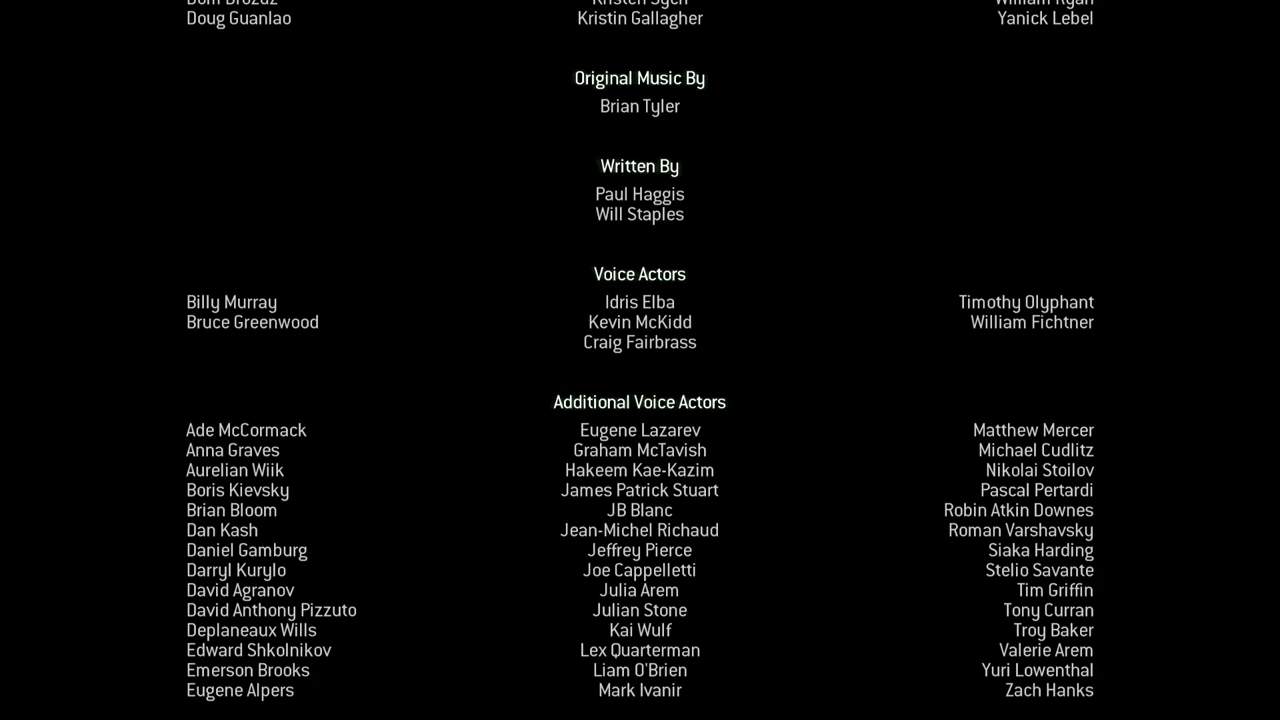 Doug Guanlao Kristin Gallagher Yanick Lebel
Original Music By
Brian Tyler
Written By
Paul Haggis
Will Staples
Voice Actors
Billy Murray Idris Elba Timothy Olyphant
Bruce Greenwood Kevin McKidd William Fichtner
Craig Fairbrass
Additional Voice Actors
Ade McCormack Eugene Lazarev Matthew Mercer
Anna Graves Graham McTavish Michael Cudlitz
Aurelian Wiik Hakeem Kae-Kazim Nikolai Stoilov
Boris Kievsky James Patrick Stuart Pascal Pertardi
Brian Bloom JB Blanc Robin Atkin Downes
Dan Kash Jean-Michel Richaud Roman Varshavsky
Daniel Gamburg Jeffrey Pierce Siaka Harding
Darryl Kurylo Joe Cappelletti Stelio Savante
David Agranov Julia Arem Tim Griffin
David Anthony Pizzuto Julian Stone Tony Curran
Deplaneaux Wills Kai Wulf Troy Baker
Edward Shkolnikov Lex Quarterman Valerie Arem
Emerson Brooks Liam O'Brien Yuri Lowenthal
Eugene Alpers Mark Ivanir Zach Hanks